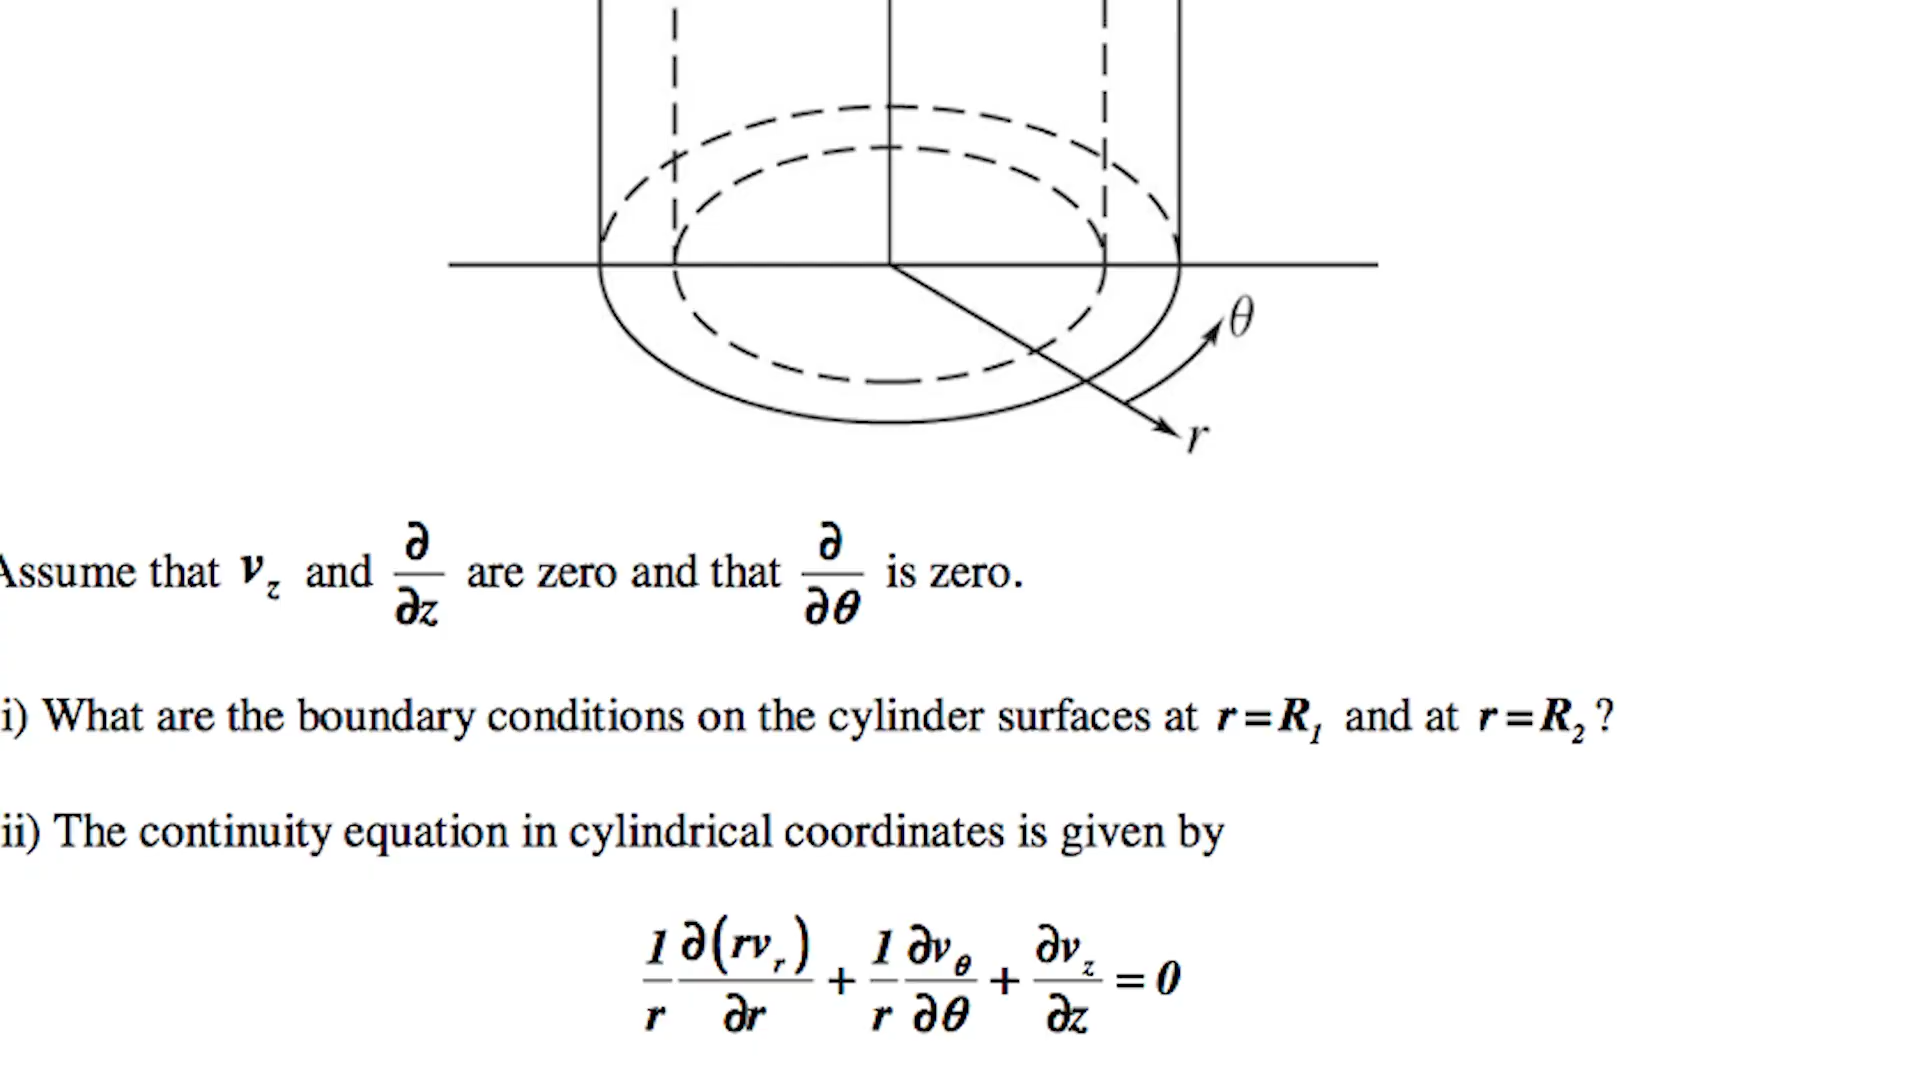 θ
r
Assume that v_z and ∂/∂z are zero and that ∂/∂θ is zero.
i) What are the boundary conditions on the cylinder surfaces at r=R_1 and at r=R_2?
ii) The continuity equation in cylindrical coordinates is given by
1/r ∂(rv_r)/∂r + 1/r ∂v_θ/∂θ + ∂v_z/∂z = 0